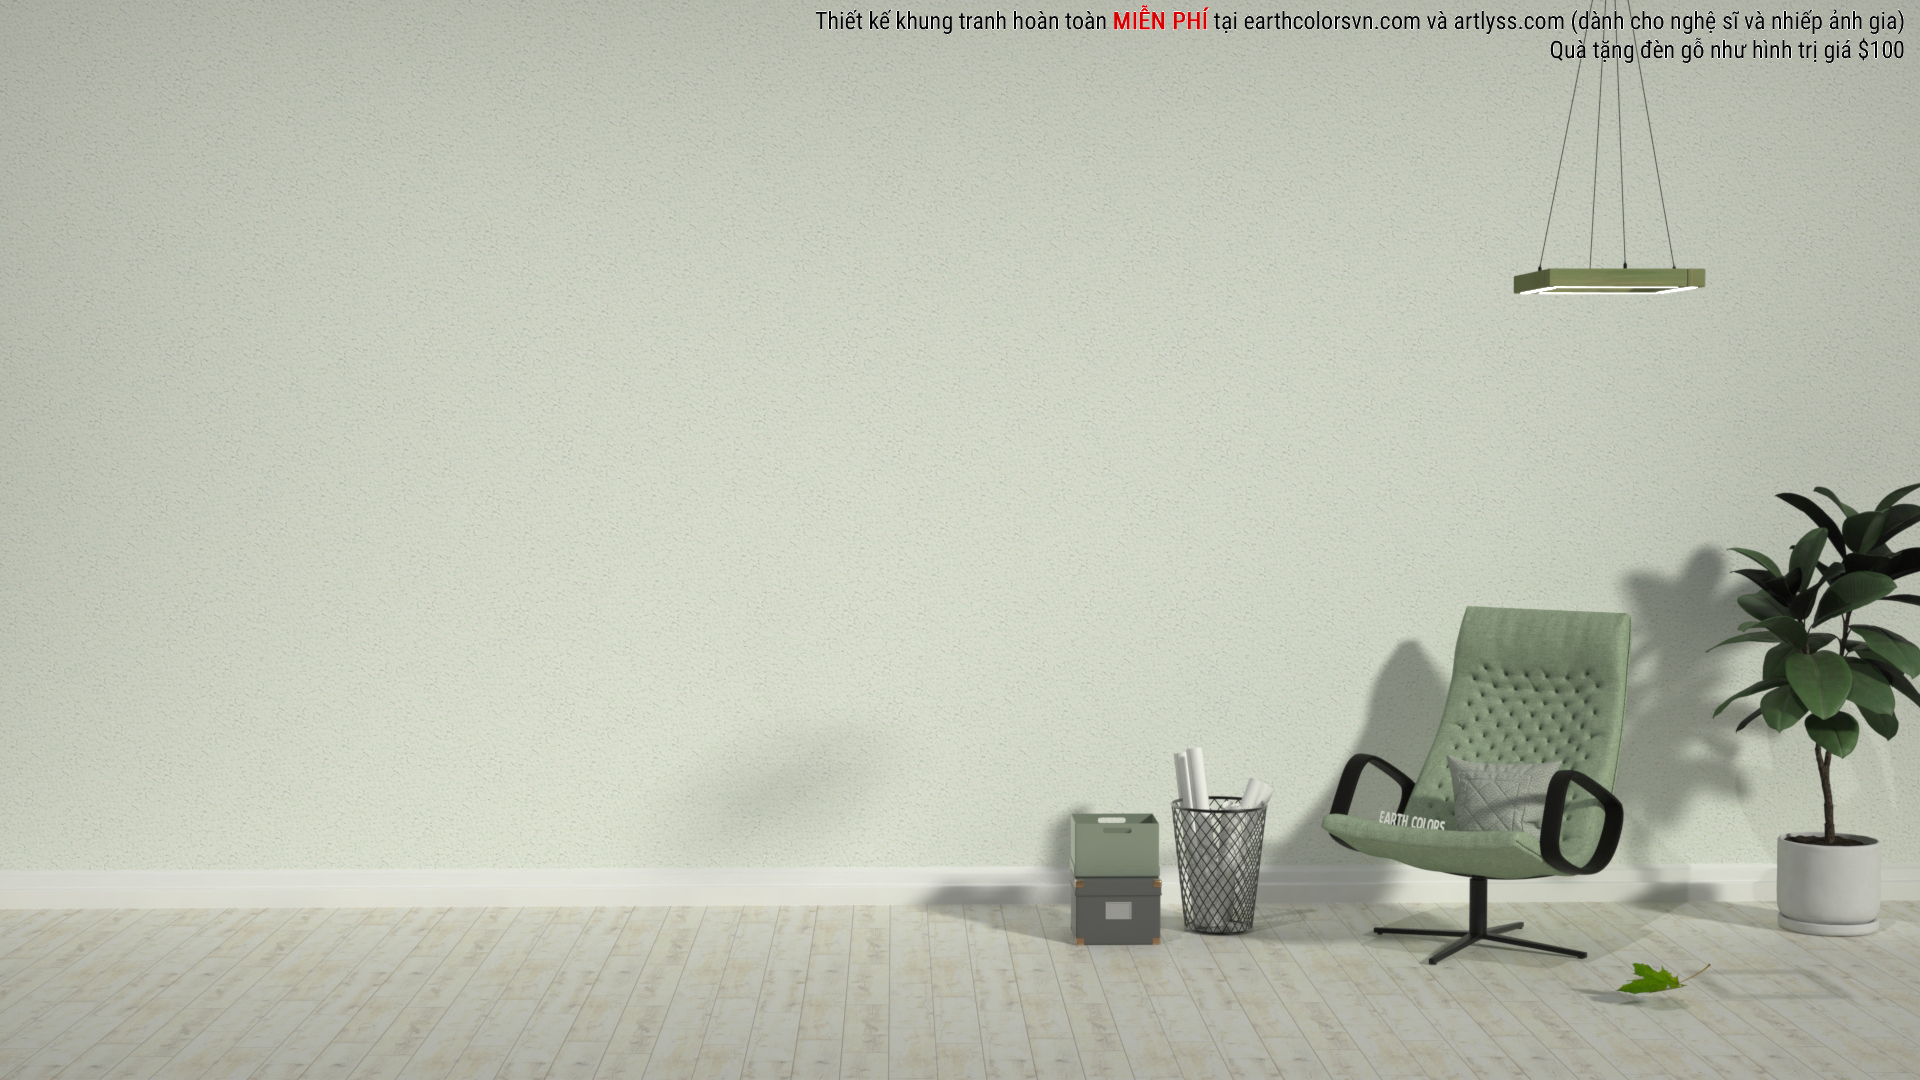 Thiết kế khung tranh hoàn toàn MIỄN PHÍ tại earthcolorsvn.com và artlyss.com (dành cho nghệ sĩ và nhiếp ảnh gia)
Quà tặng đèn gỗ như hình trị giá $100
EARTH COLORS